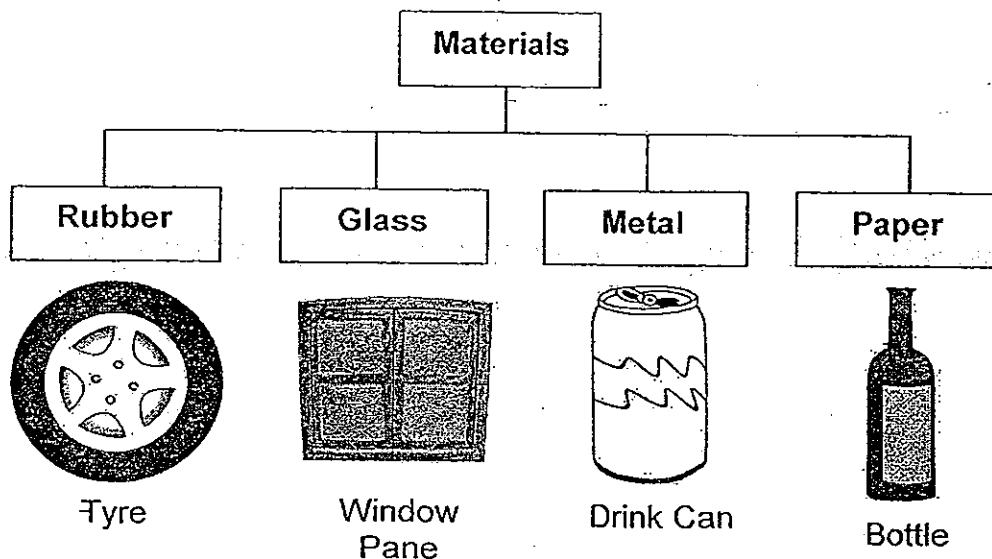 Materials
Rubber
Glass
Metal
Paper
Tyre
Window
Pane
Drink Can
Bottle